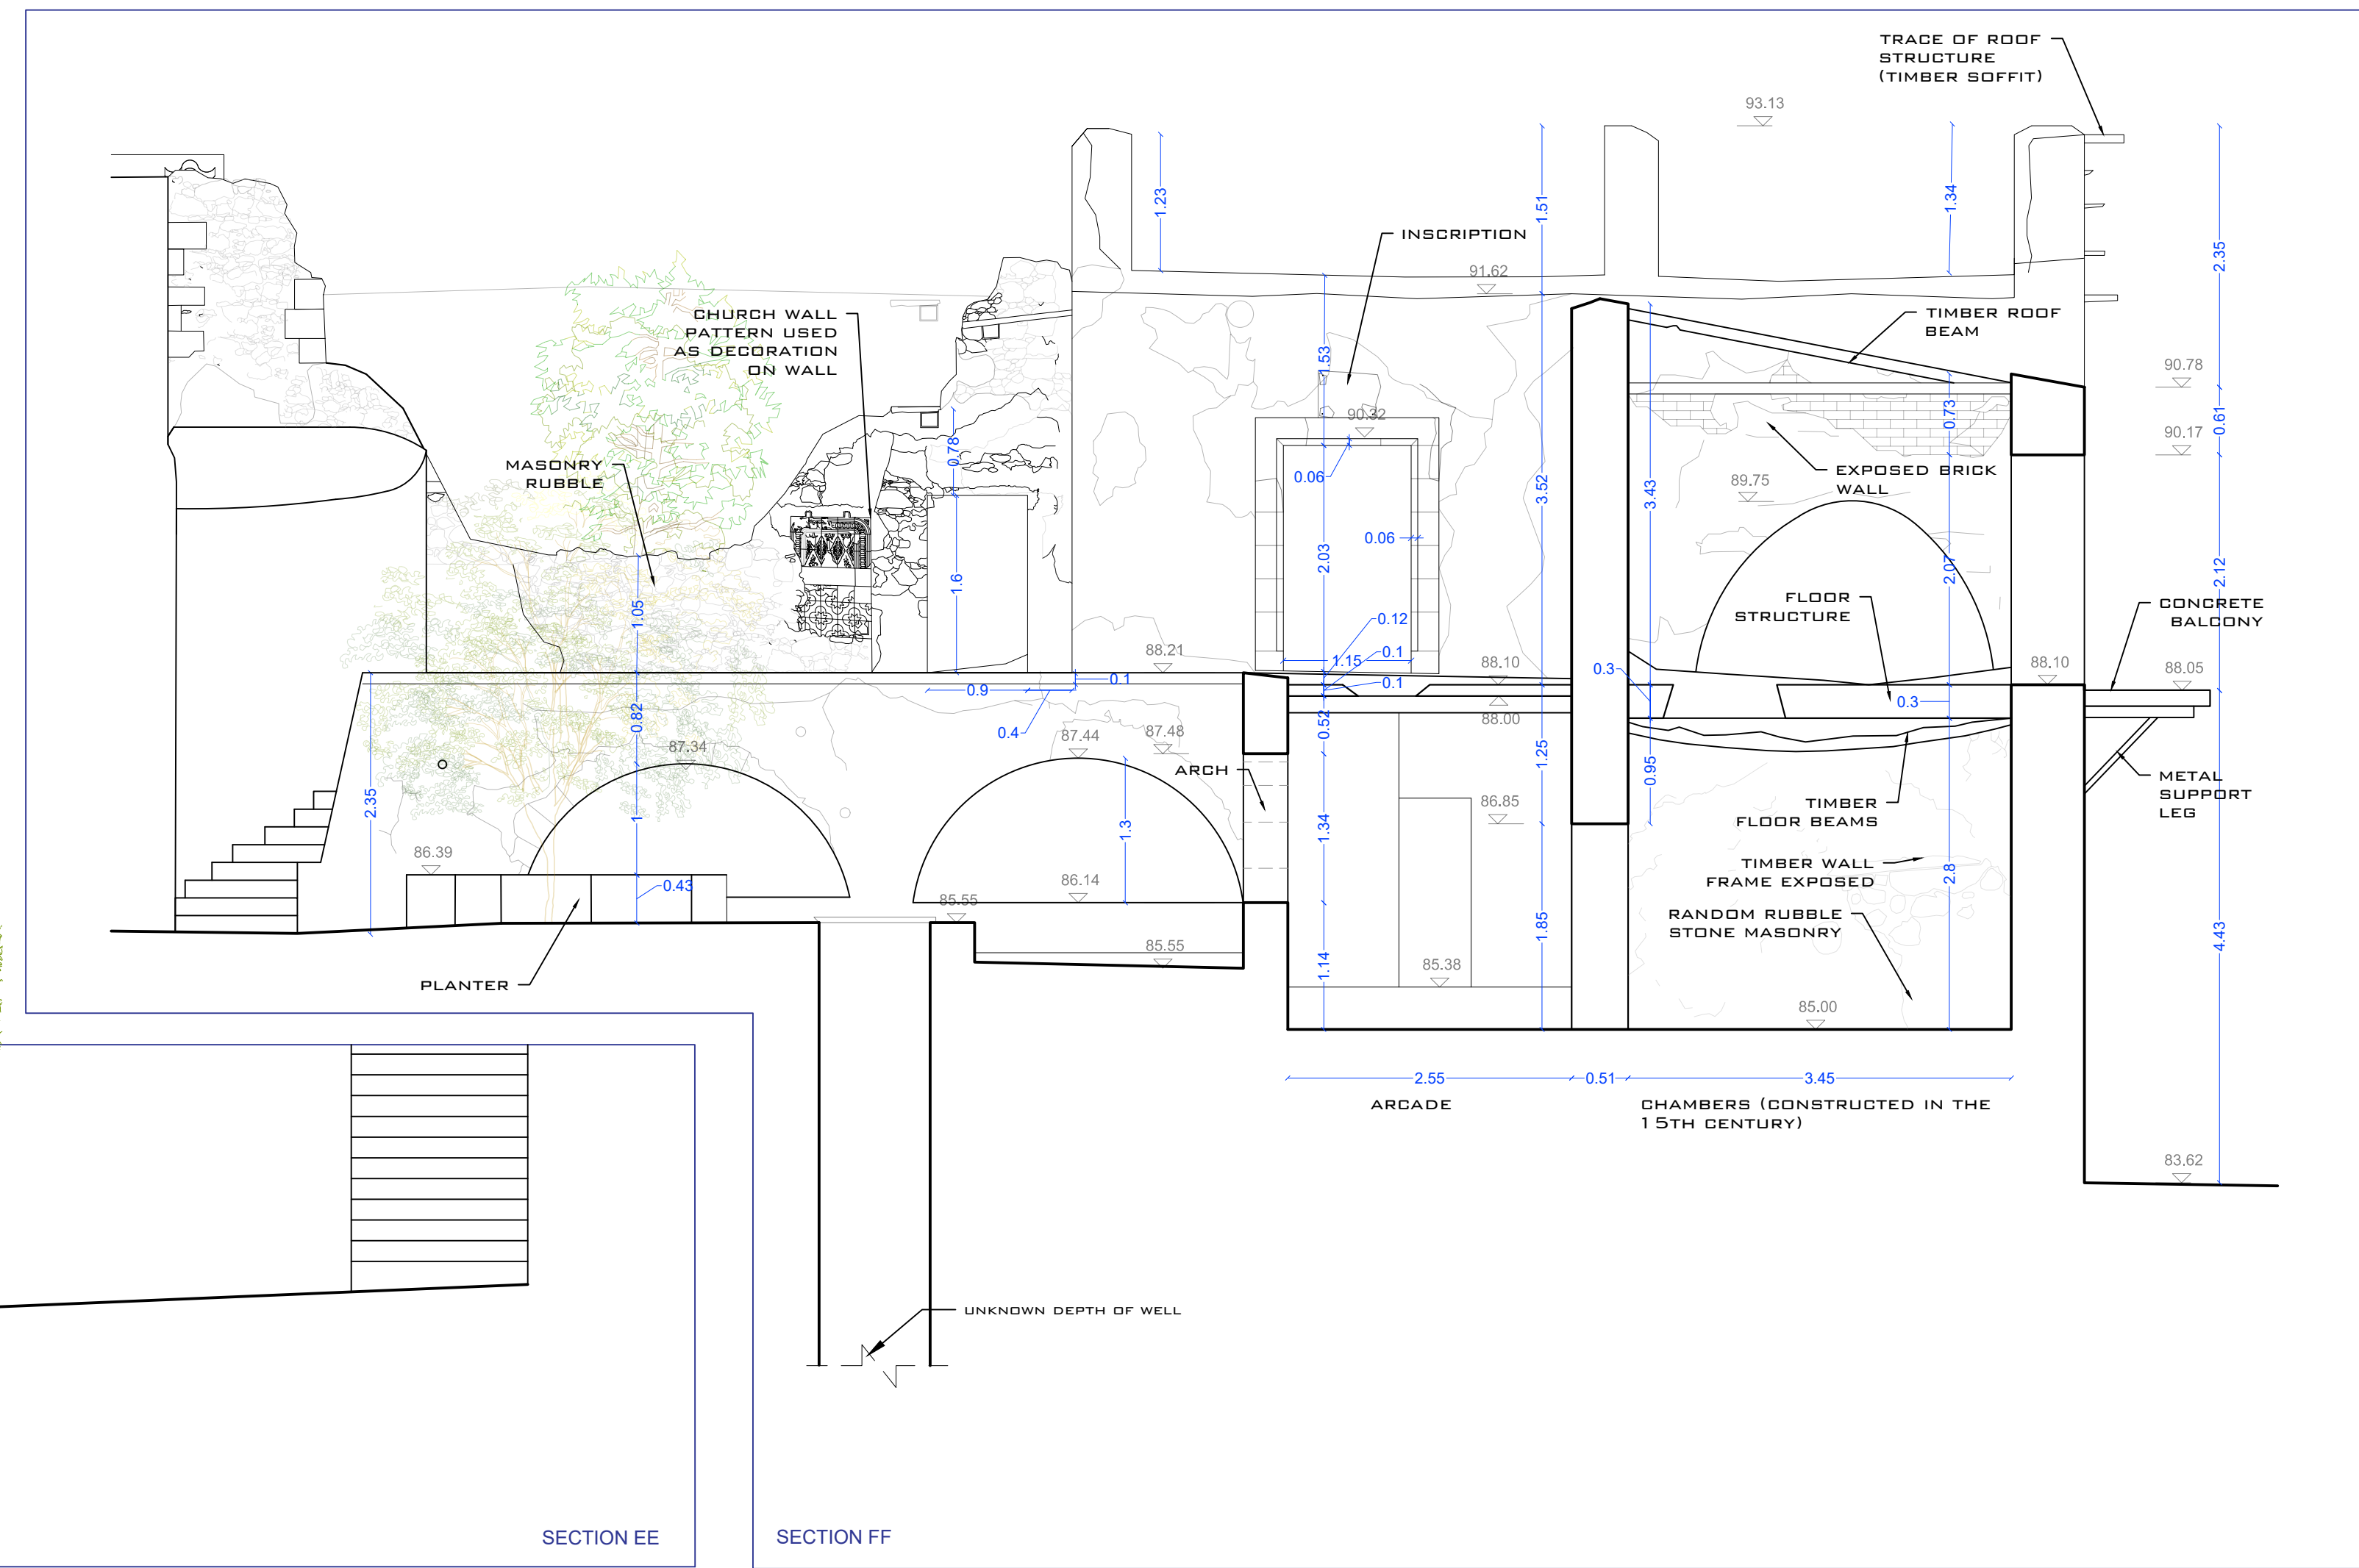 TRACE OF ROOF
STRUCTURE
(TIMBER SOFFIT)
93.13
1.23
1.51
1.34
2.35
INSCRIPTION
91.62
CHURCH WALL
PATTERN USED
AS DECORATION
ON WALL
TIMBER ROOF
BEAM
1.53
90.78
90.32
0.73
0.61
0.78
90.17
MASONRY
RUBBLE
0.06
EXPOSED BRICK
WALL
89.75
3.52
3.43
0.06
2.03
2.07
2.12
1.6
1.05
FLOOR
STRUCTURE
CONCRETE
BALCONY
0.12
88.21
0.1
1.15
88.10
0.3
88.10
88.05
0.1
0.1
0.9
0.3
0.82
0.4
0.52
88.00
87.34
87.44
87.48
1.25
0.95
ARCH
METAL
SUPPORT
LEG
2.35
1
1.3
1.34
86.85
TIMBER
FLOOR BEAMS
86.39
TIMBER WALL
FRAME EXPOSED
0.43
86.14
2.8
85.55
RANDOM RUBBLE
STONE MASONRY
1.85
4.43
85.55
1.14
85.38
PLANTER
85.00
2.55
0.51
3.45
ARCADE
CHAMBERS (CONSTRUCTED IN THE
15TH CENTURY)
83.62
UNKNOWN DEPTH OF WELL
SECTION EE
SECTION FF